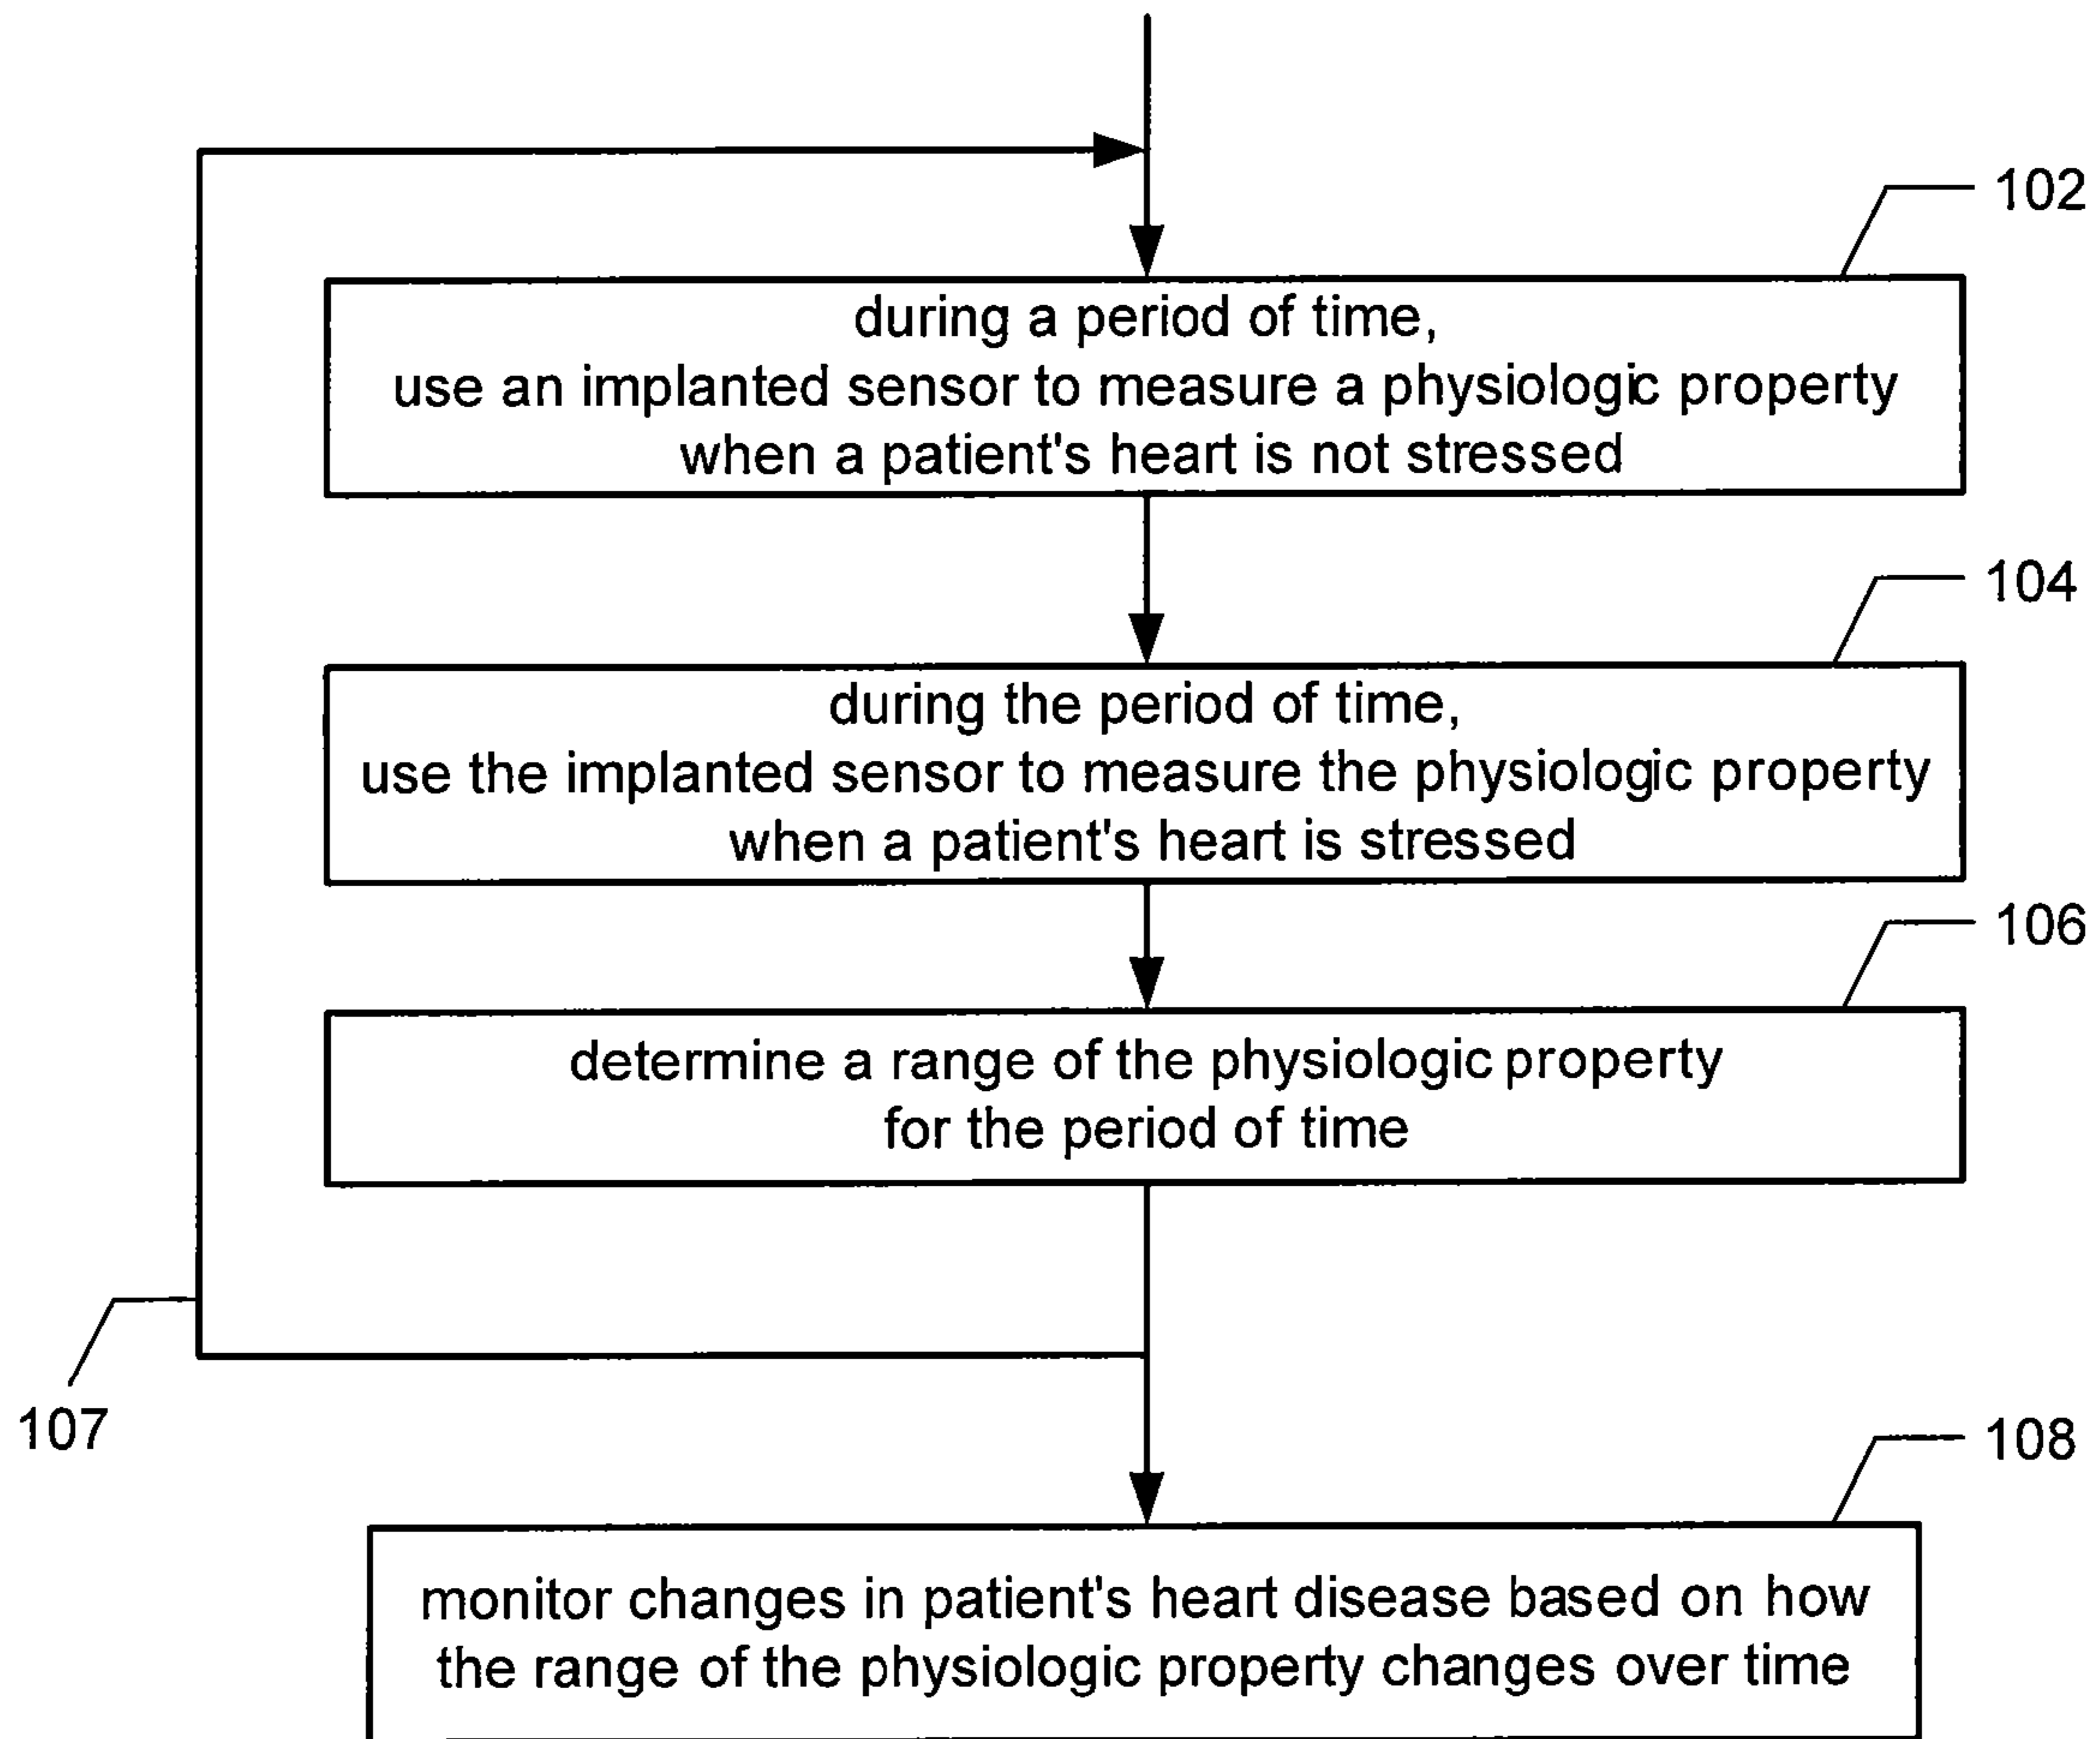 102
during a period of time,
use an implanted sensor to measure a physiologic property
when a patient's heart is not stressed
104
during the period of time,
use the implanted sensor to measure the physiologic property
when a patient's heart is stressed
106
determine a range of the physiologic property
for the period of time
107
108
monitor changes in patient's heart disease based on how
the range of the physiologic property changes over time